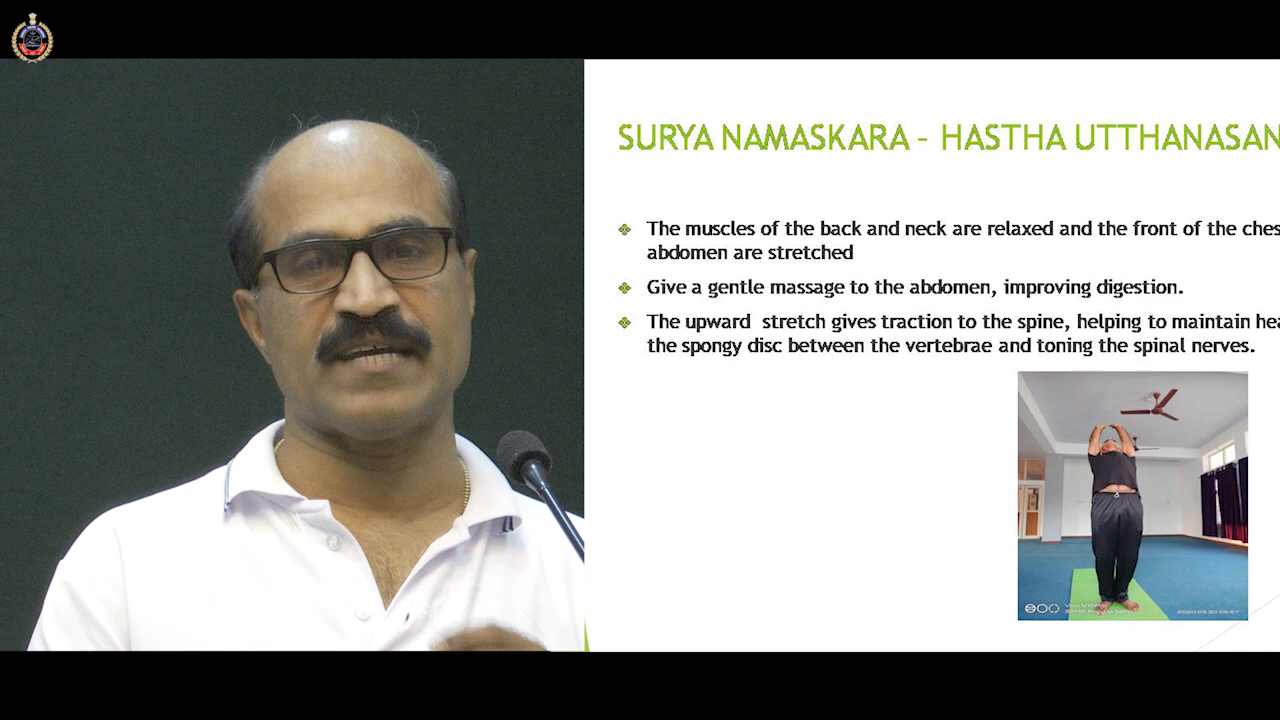 SURYA NAMASKARA - HASTHA UTTHANASAN
The muscles of the back and neck are relaxed and the front of the ches
abdomen are stretched
Give a gentle massage to the abdomen, improving digestion.
The upward stretch gives traction to the spine, helping to maintain hea
the spongy disc between the vertebrae and toning the spinal nerves.